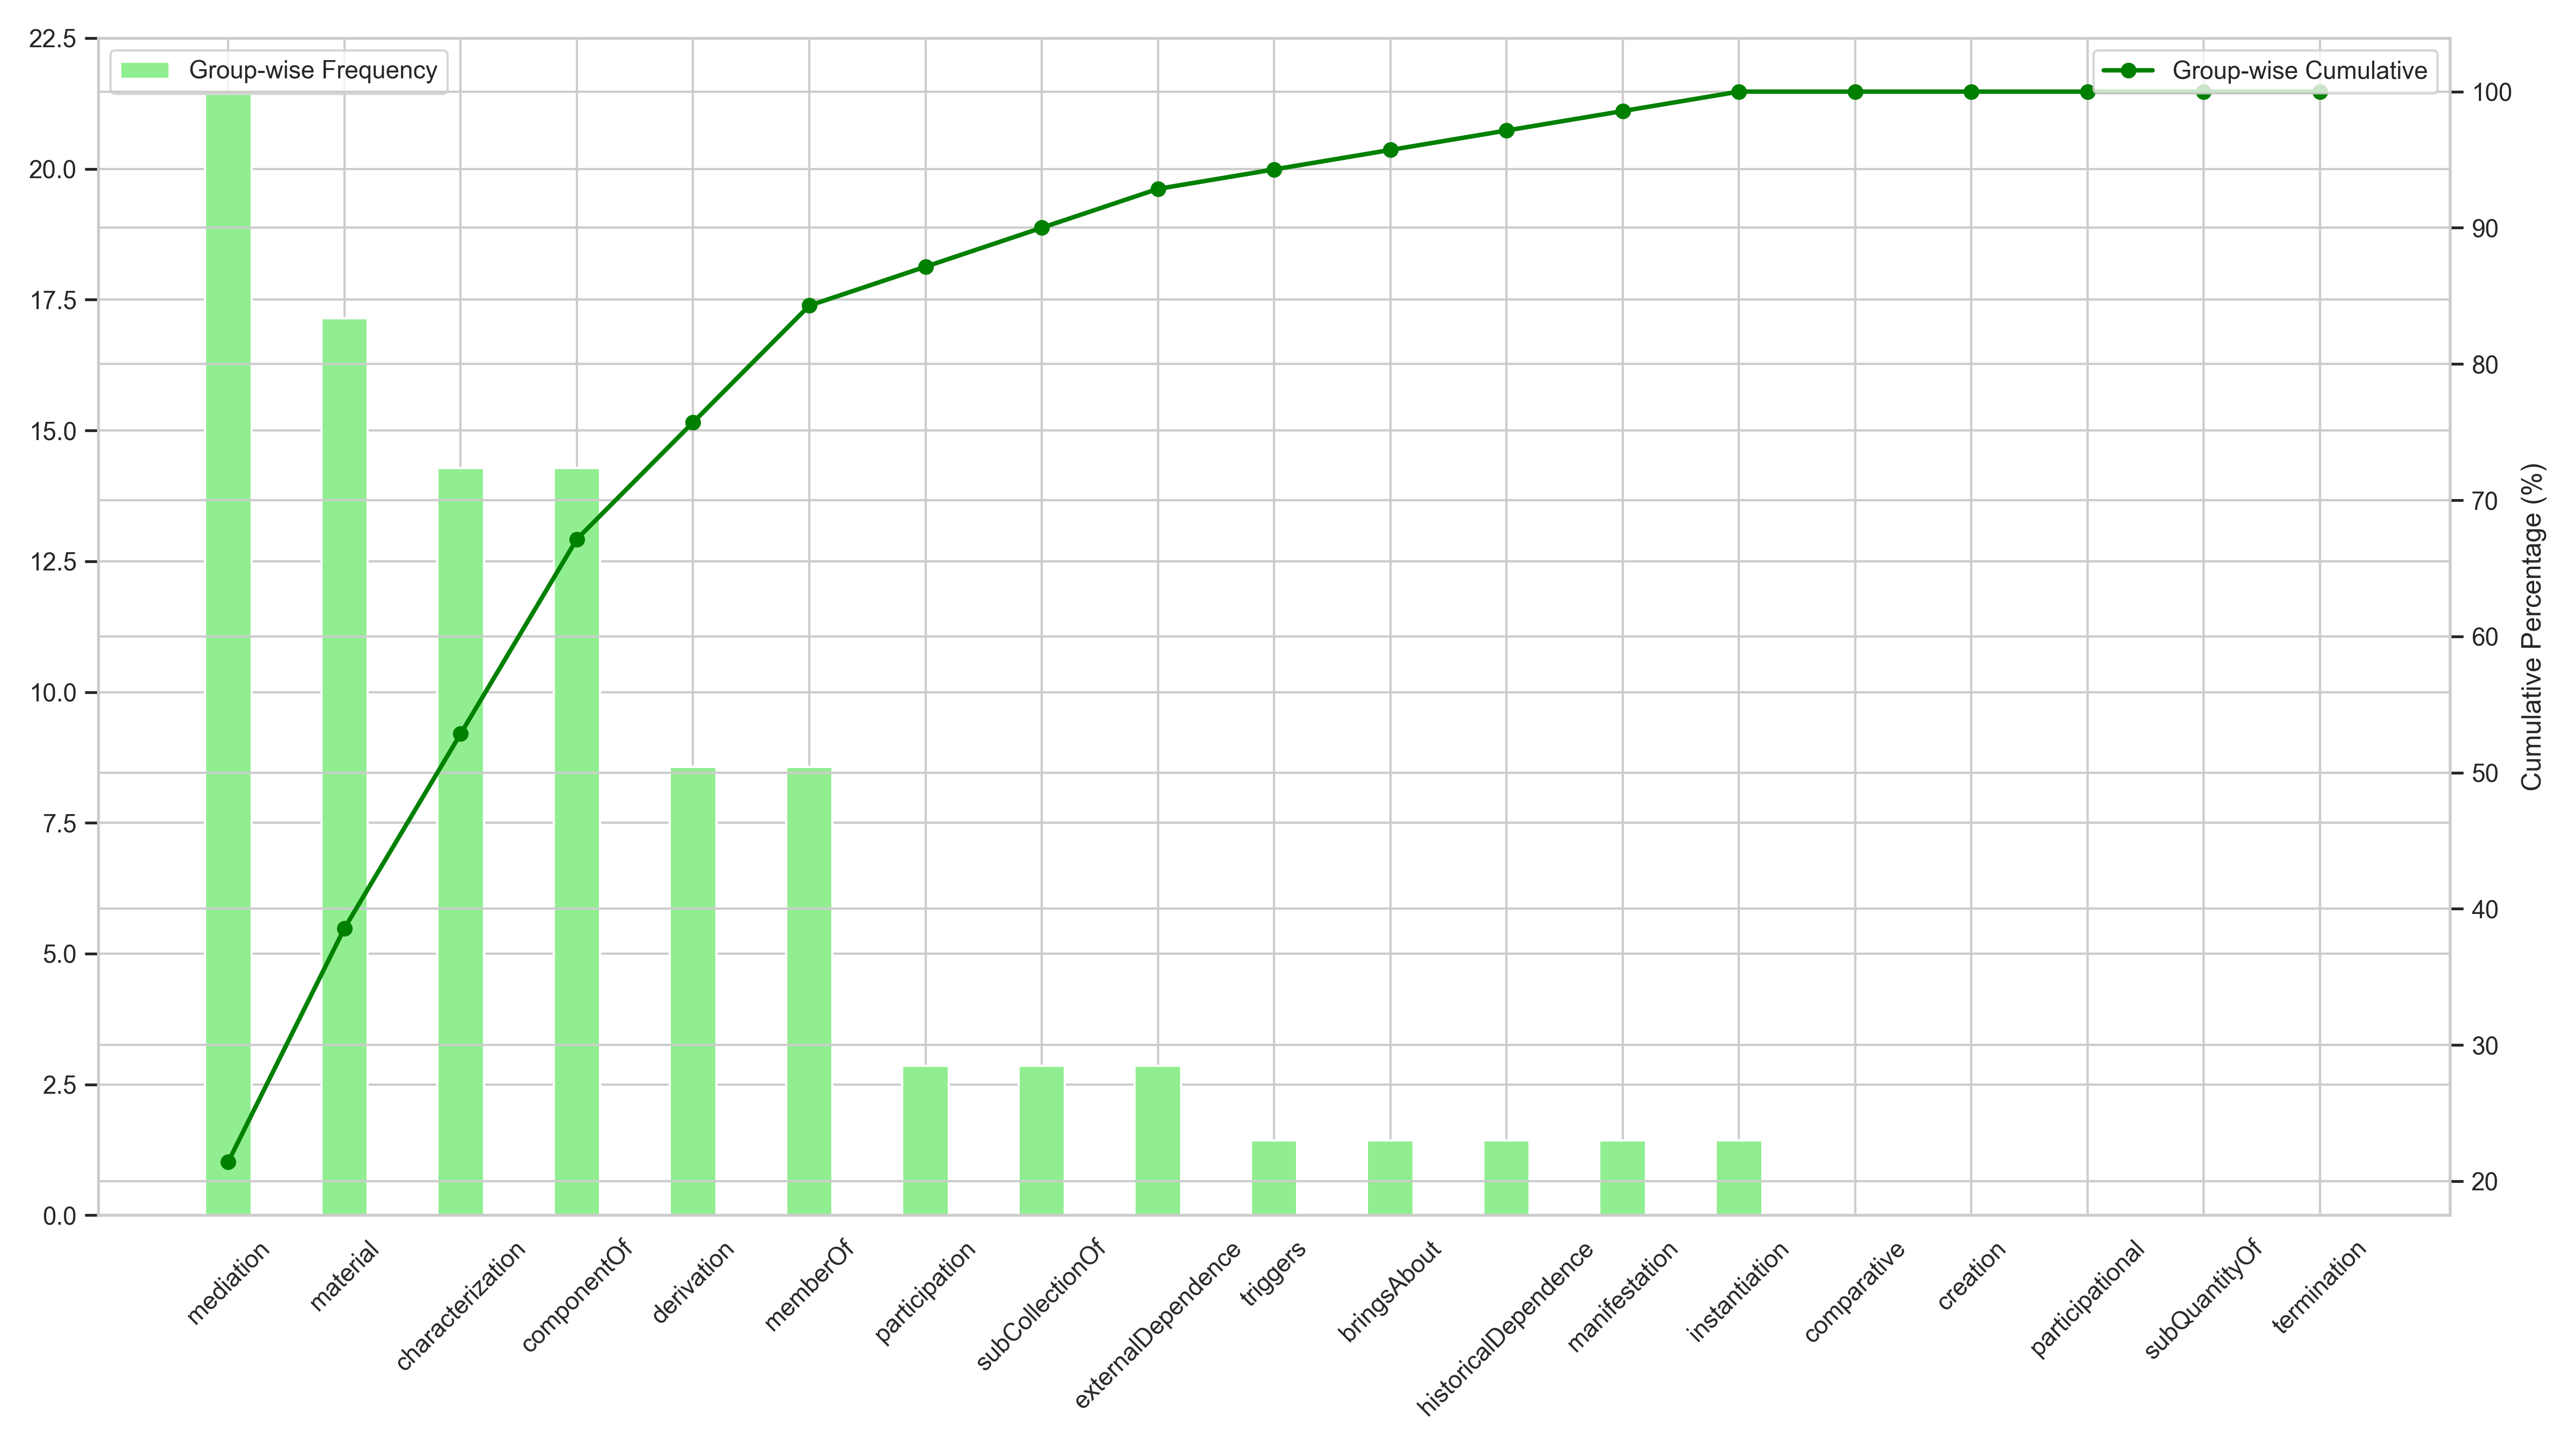 Group-wise Frequency
Group-wise Cumulative
22.5
20.0
17.5
15.0
12.5
10.0
7.5
5.0
2.5
0.0
100
90
80
70
60
50
40
30
20
Cumulative Percentage (%)
mediation
material
characterization
componentOf
derivation
memberOf
participation
subCollectionOf
externalDependence
triggers
bringsAbout
historicalDependence
manifestation
instantiation
comparative
creation
participational
subQuantityOf
termination